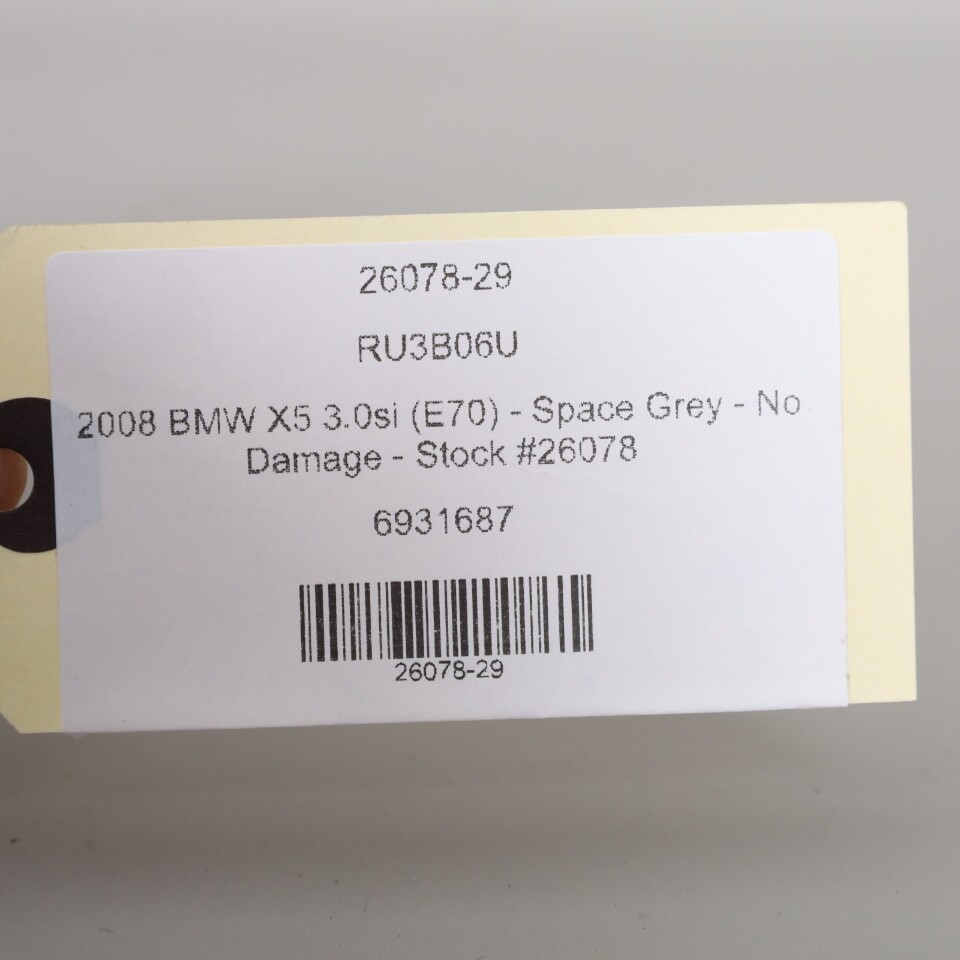 26078-29
RU3B06U
2008 BMW X5 3.0si (E70) - Space Grey - No
Damage - Stock #26078
6931687
26078-29